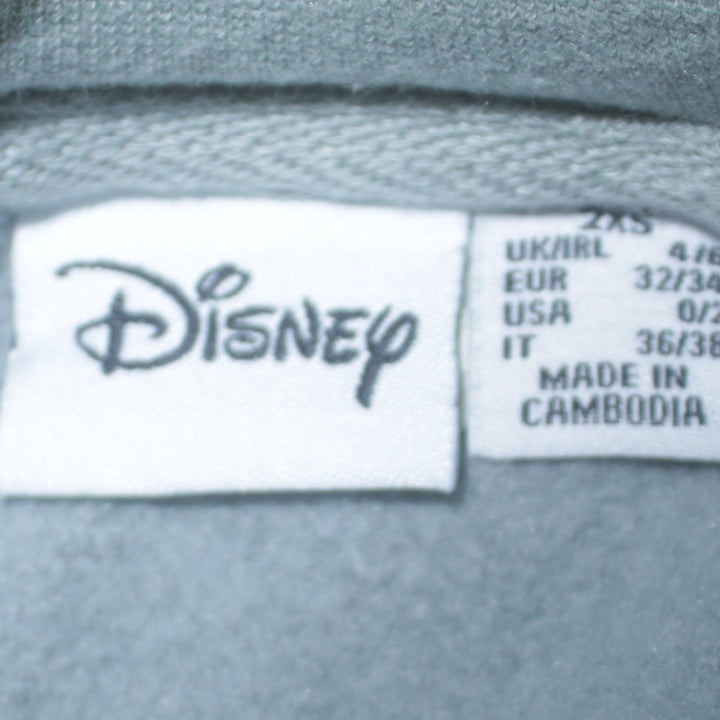 Disney
2XS
UK/IRL 4/6
EUR 32/34
USA 0/2
IT 36/38
MADE IN
CAMBODIA